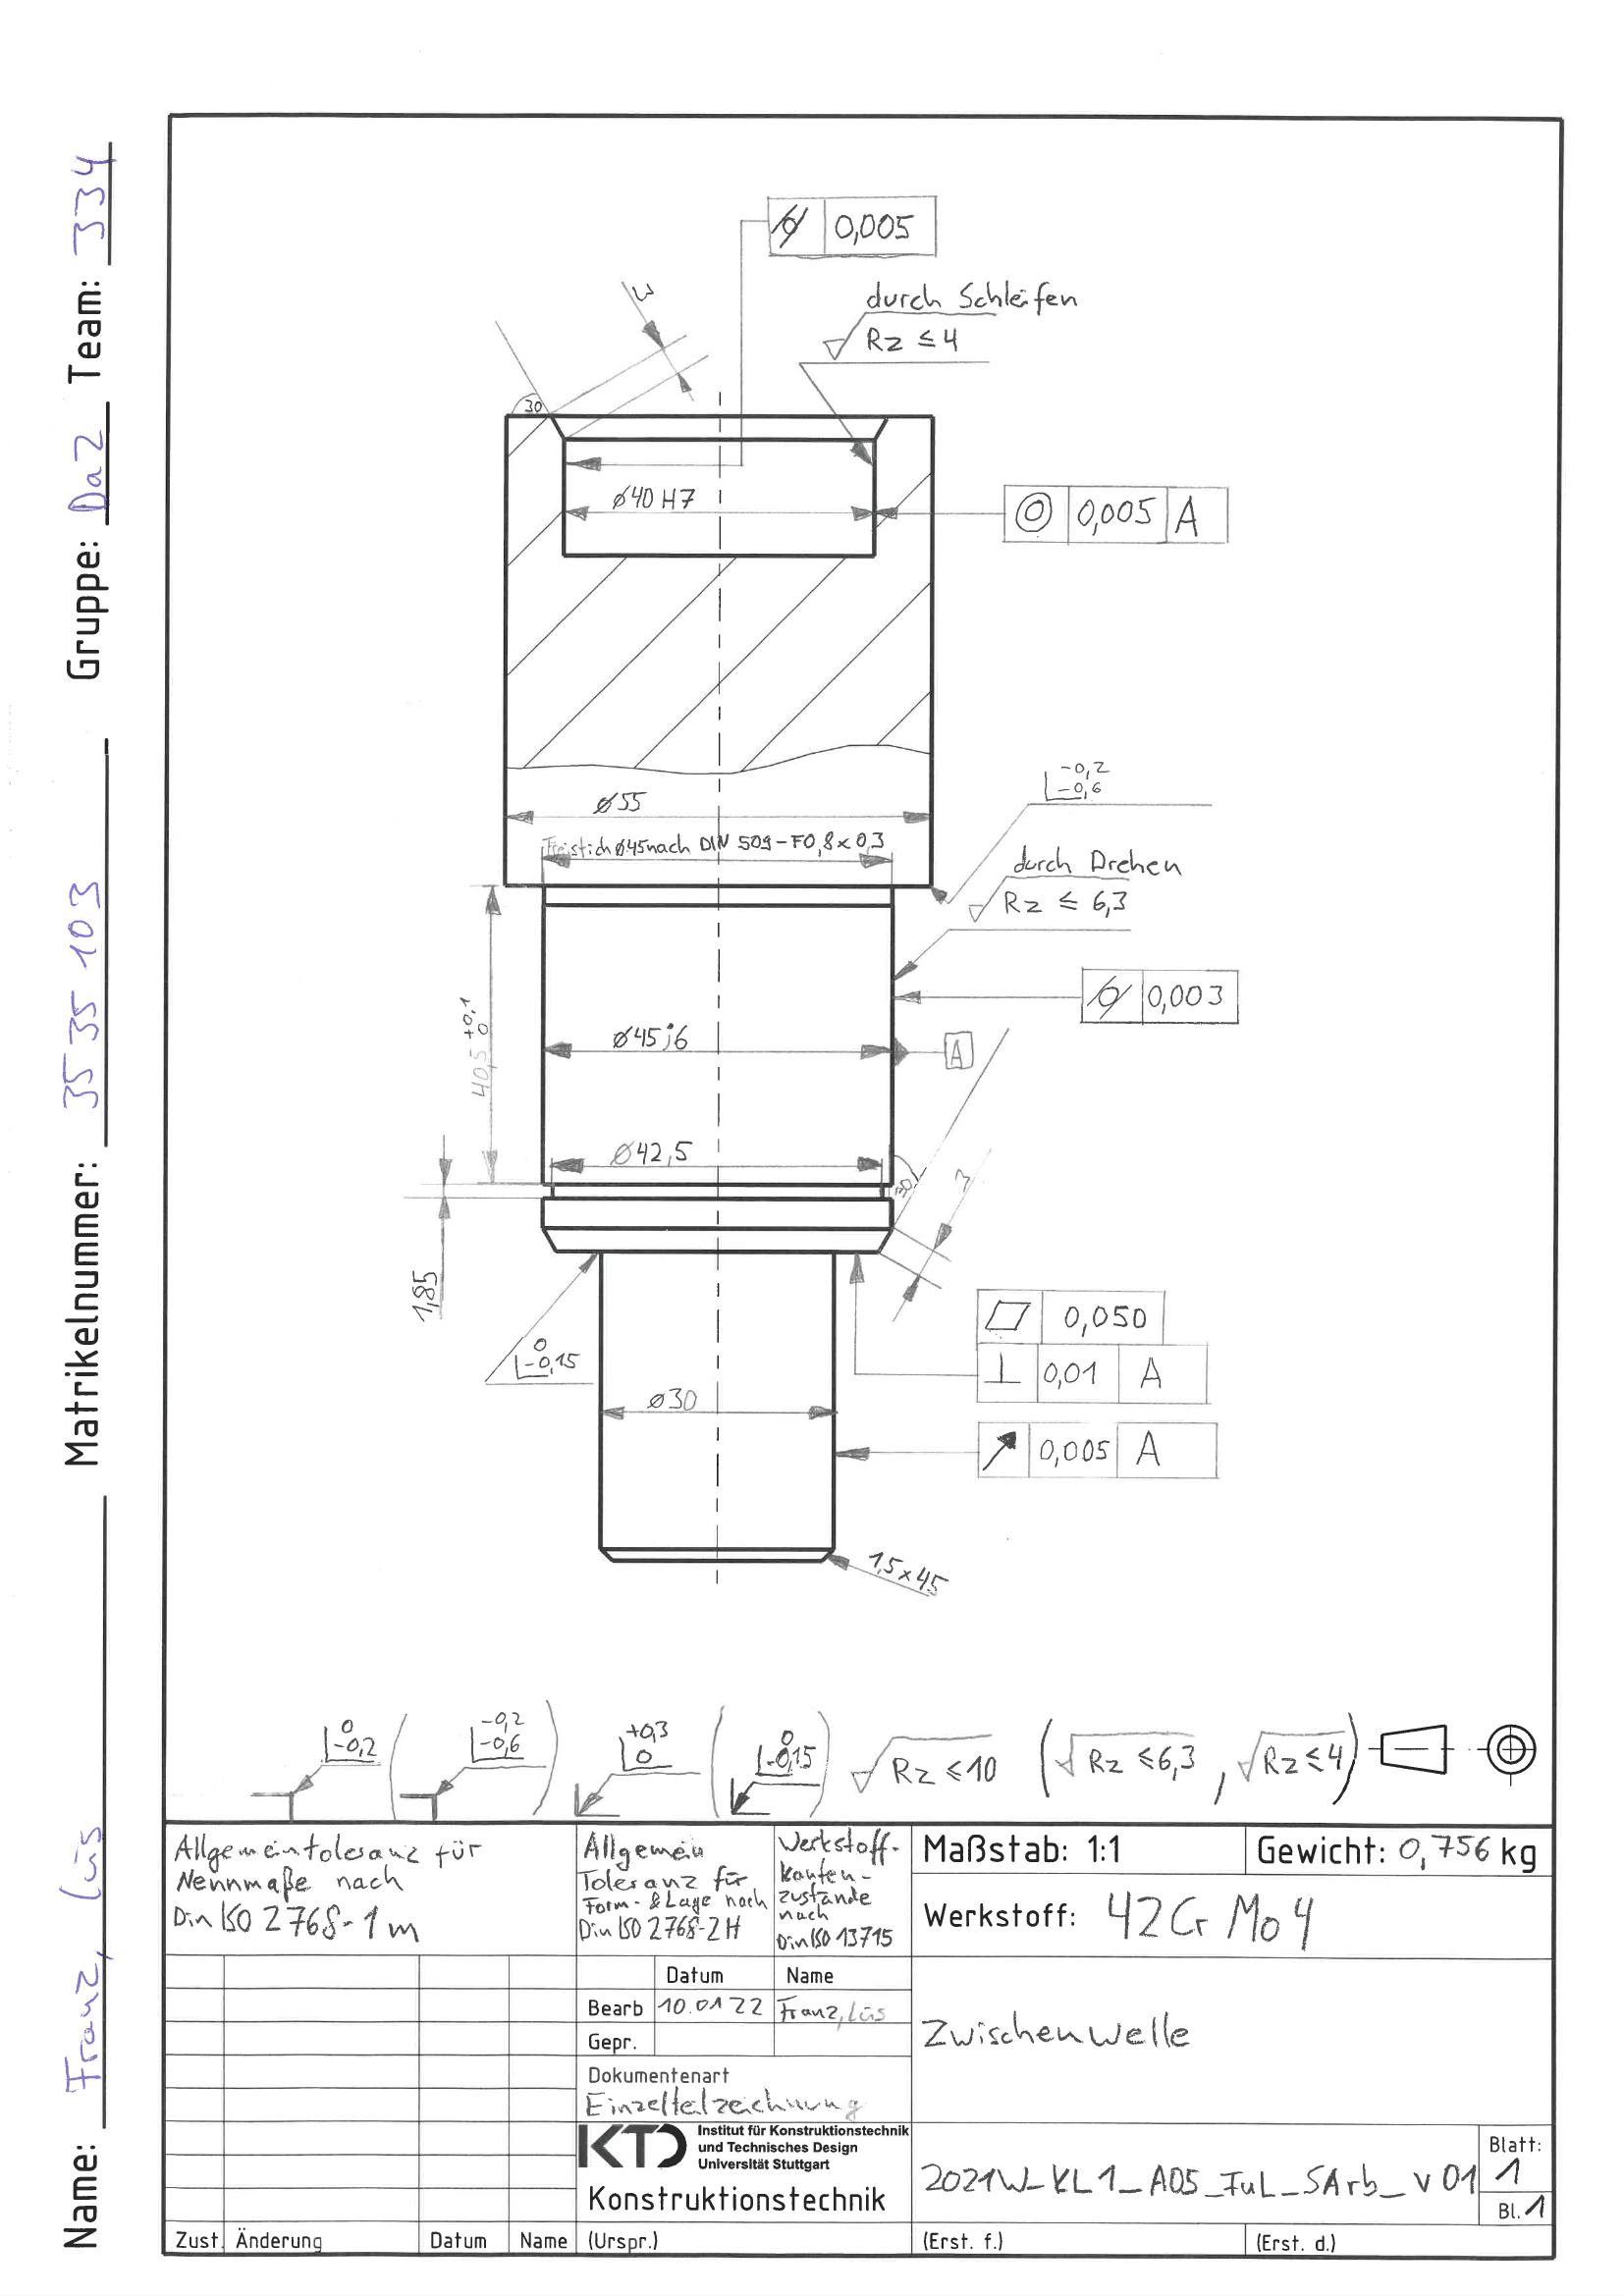 Name: Franz, Lüs Matrikelnummer: 35 35 103 Gruppe: Da2 Team: 334
0,005
3
durch Schleifen
Rz ≤ 4
30
⌀40 H7
0,005 A
⌀55
-0,2
-0,6
Freistich ⌀45 nach DIN 509-F0,8×0,3
durch Drehen
Rz ≤ 6,3
0,003
40,5 +0,1 0
⌀45j6
A
⌀42,5
30
3
1,85
0
-0,15
0,050
0,01 A
⌀30
0,005 A
1,5×45
0
-0,2
(-0,2
-0,6)
+0,3
0
(0
-0,15)
Rz ≤ 10 (Rz ≤ 6,3 , Rz ≤ 4)
Allgemeintoleranz für
Nennmaße nach
Din ISO 2768-1 m
Allgemein
Toleranz für
Form- & Lage nach
Din ISO 2768-2H
Werkstoff-
kanten-
zustände
nach
Din ISO 13715
Maßstab: 1:1
Gewicht: 0,756 kg
Werkstoff: 42 Cr Mo 4
Datum Name
Bearb 10.01 22 Franz, Lüs
Gepr.
Dokumentenart
Einzelteilzeichnung
Zwischenwelle
KTD
Institut für Konstruktionstechnik
und Technisches Design
Universität Stuttgart
Konstruktionstechnik
2021W_KL1_A05_FuL_SArb_v01
Blatt:
1
Bl. 1
Zust. Änderung Datum Name (Urspr.) (Erst. f.) (Erst. d.)